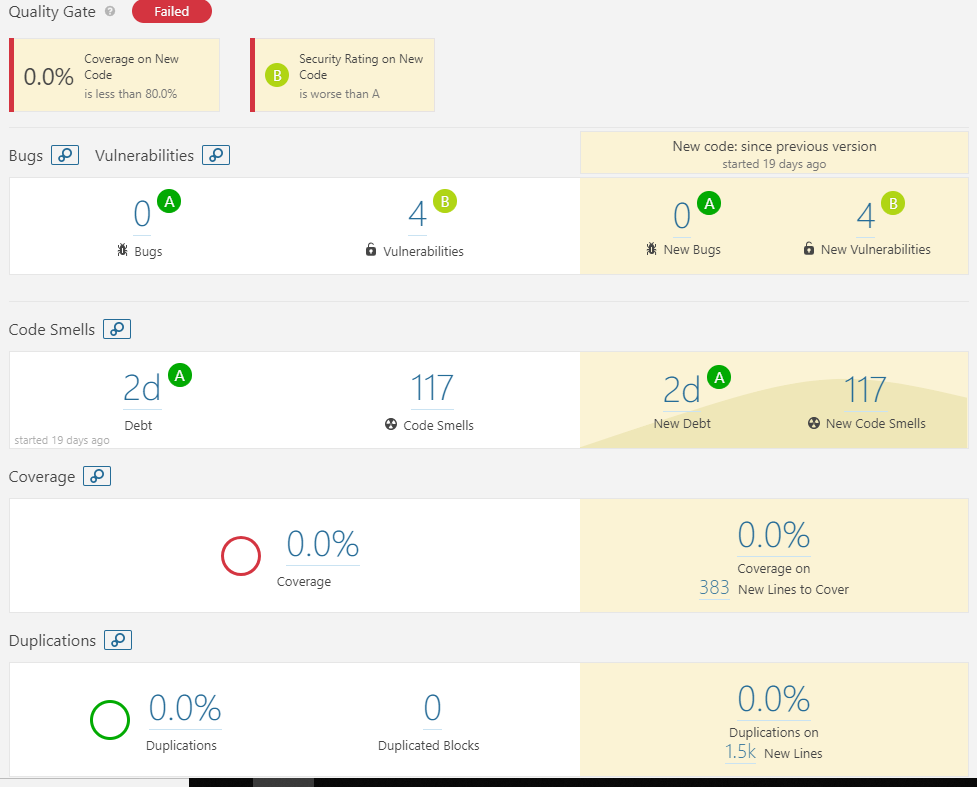 Quality Gate ? Failed
0.0% Coverage on New Code
is less than 80.0%
B Security Rating on New Code
is worse than A
Bugs Vulnerabilities
New code: since previous version
started 19 days ago
0 A
Bugs
4 B
Vulnerabilities
0 A
New Bugs
4 B
New Vulnerabilities
Code Smells
2d A
Debt
started 19 days ago
117
Code Smells
2d A
New Debt
117
New Code Smells
Coverage
0.0%
Coverage
0.0%
Coverage on
383 New Lines to Cover
Duplications
0.0%
Duplications
0
Duplicated Blocks
0.0%
Duplications on
1.5k New Lines